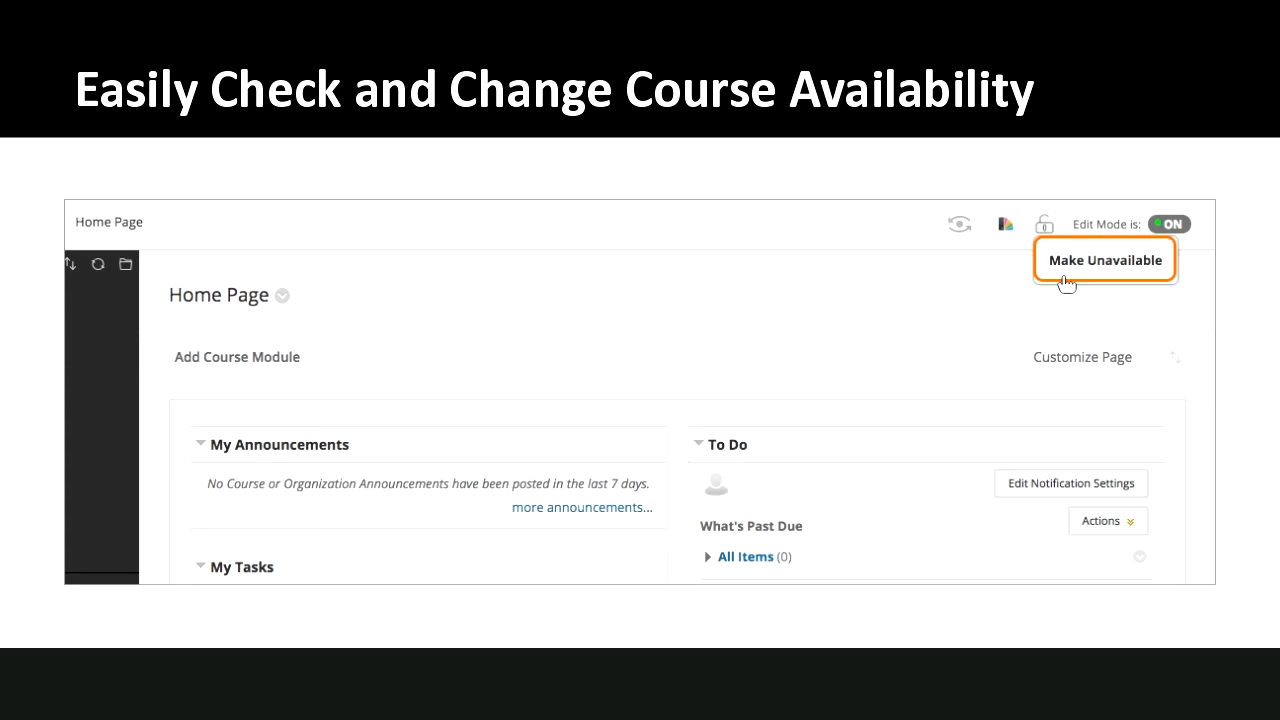 Easily Check and Change Course Availability
Home Page
Edit Mode is: ON
Make Unavailable
Home Page
Add Course Module
Customize Page
My Announcements
No Course or Organization Announcements have been posted in the last 7 days.
more announcements...
My Tasks
To Do
Edit Notification Settings
Actions
What's Past Due
All Items (0)